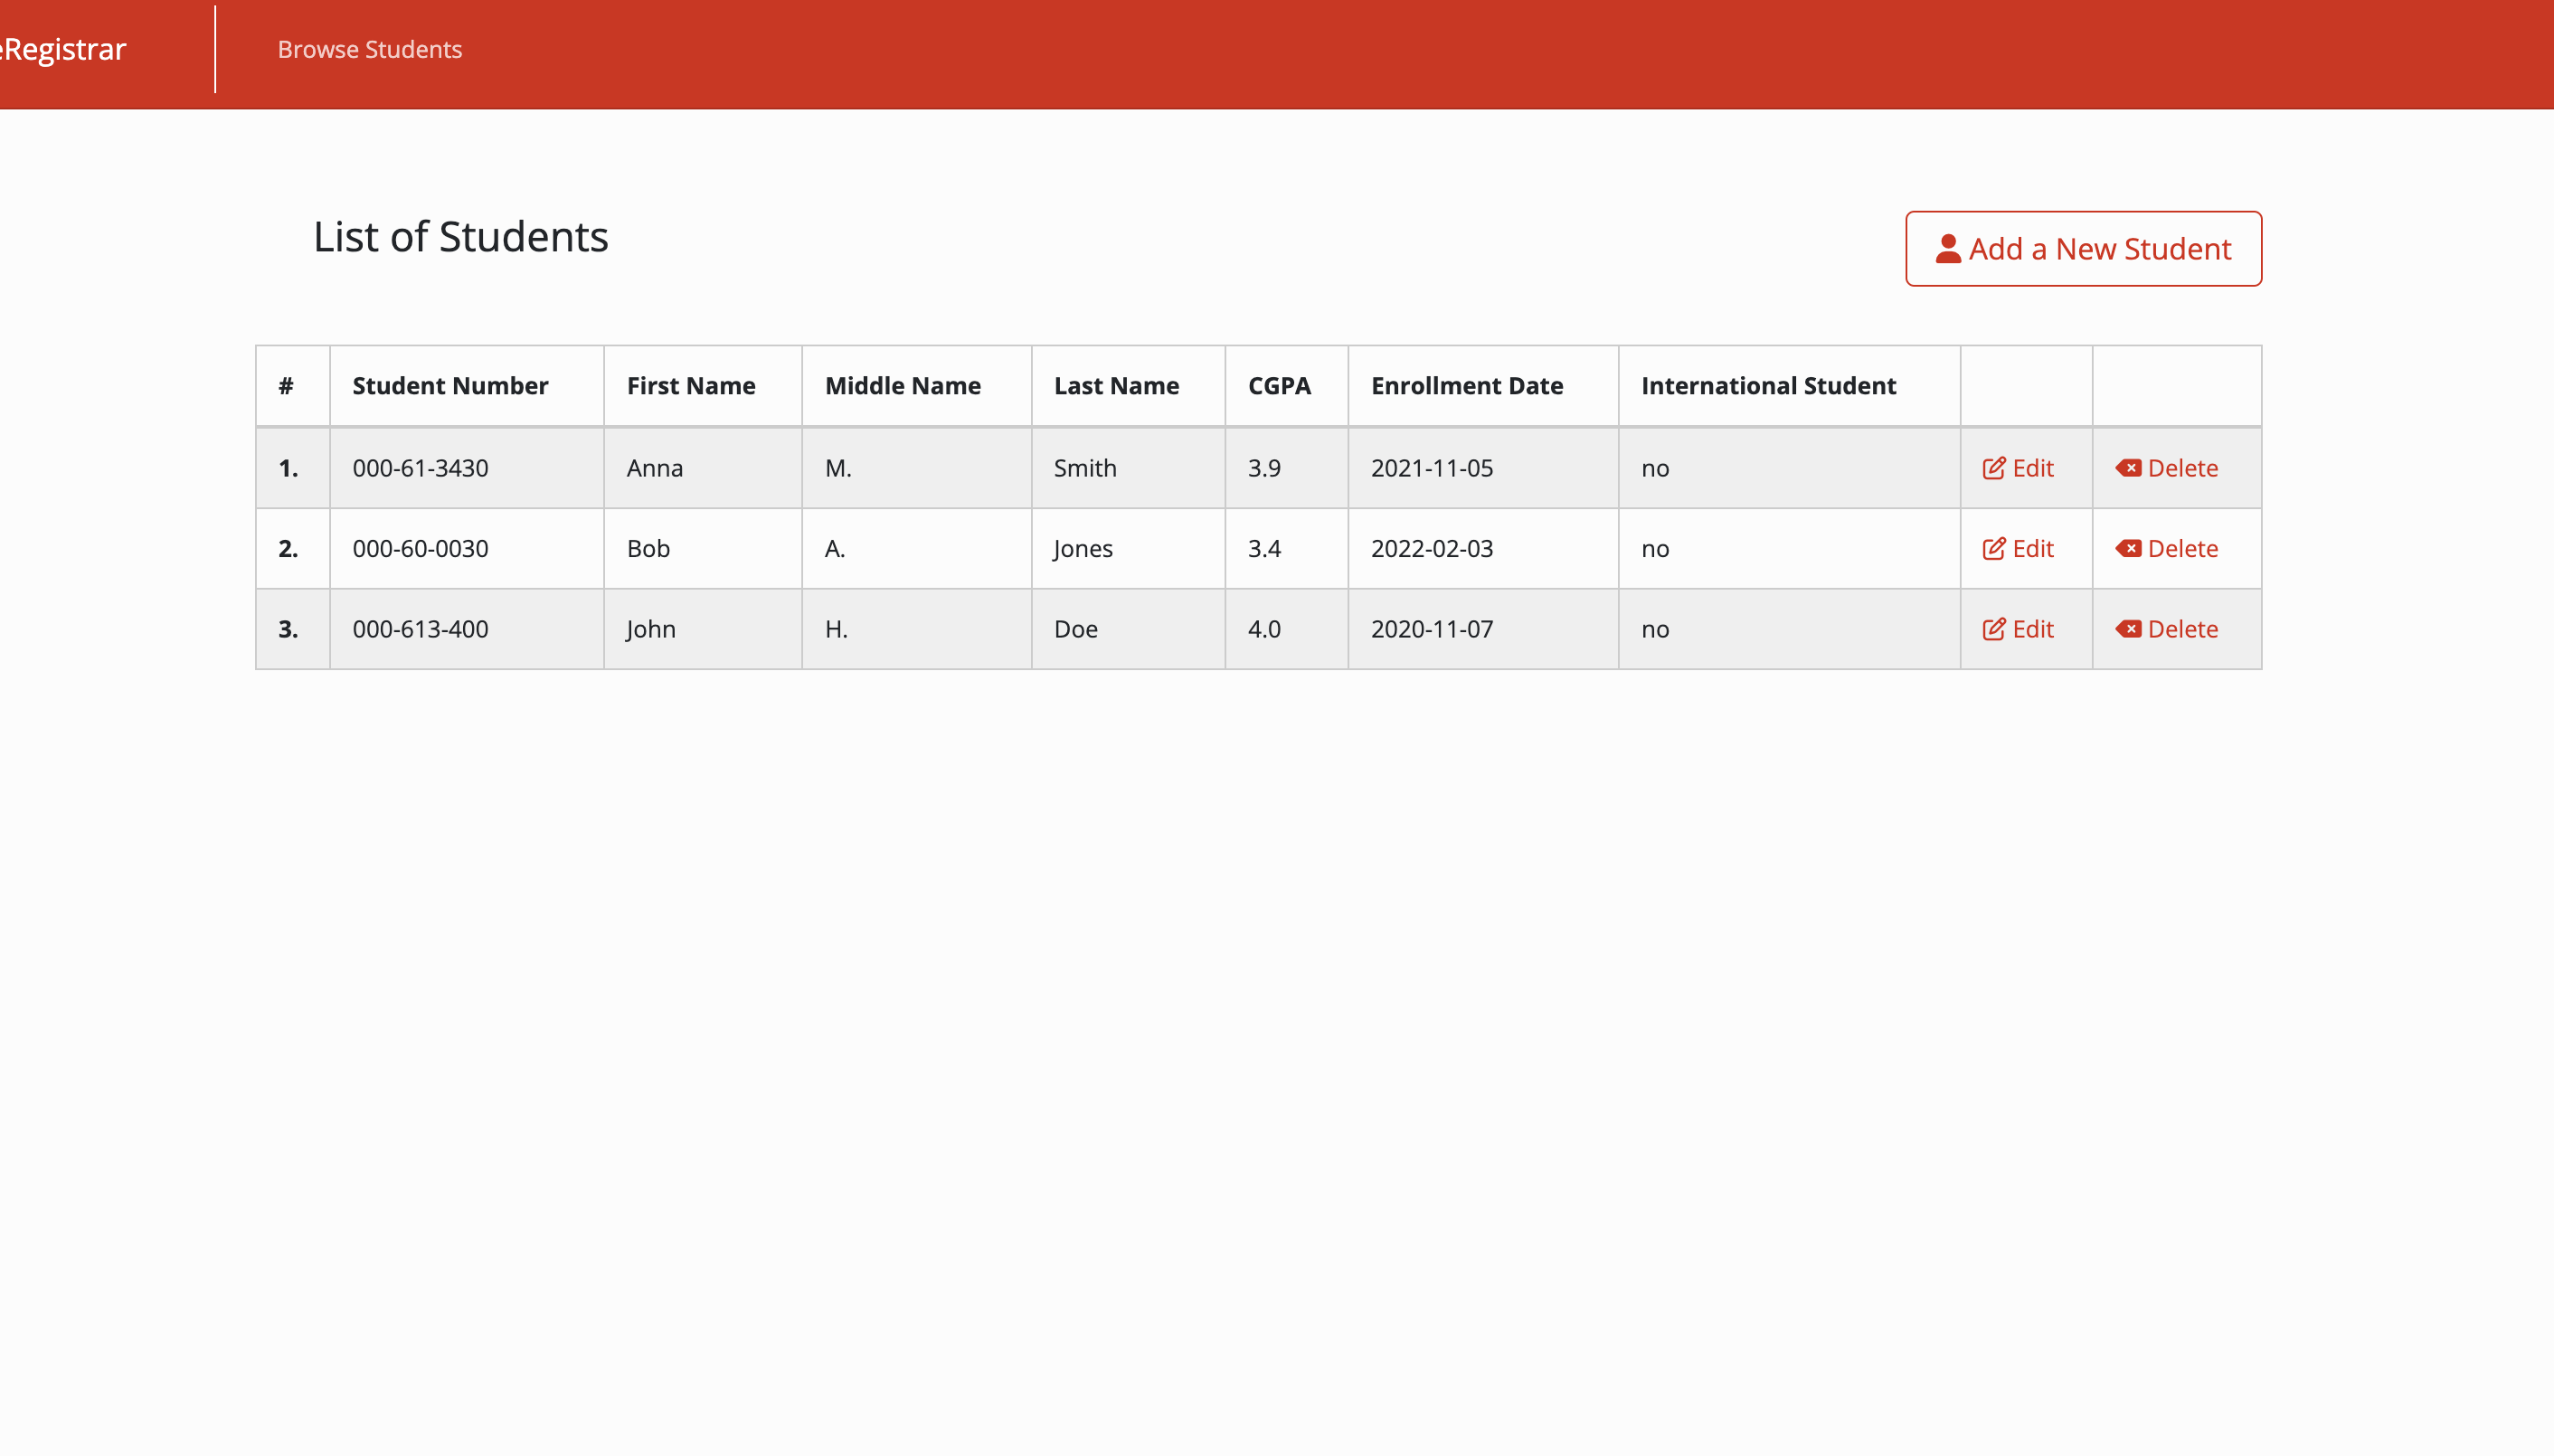 eRegistrar
Browse Students
List of Students
Add a New Student
# Student Number First Name Middle Name Last Name CGPA Enrollment Date International Student
1. 000-61-3430 Anna M. Smith 3.9 2021-11-05 no Edit Delete
2. 000-60-0030 Bob A. Jones 3.4 2022-02-03 no Edit Delete
3. 000-613-400 John H. Doe 4.0 2020-11-07 no Edit Delete